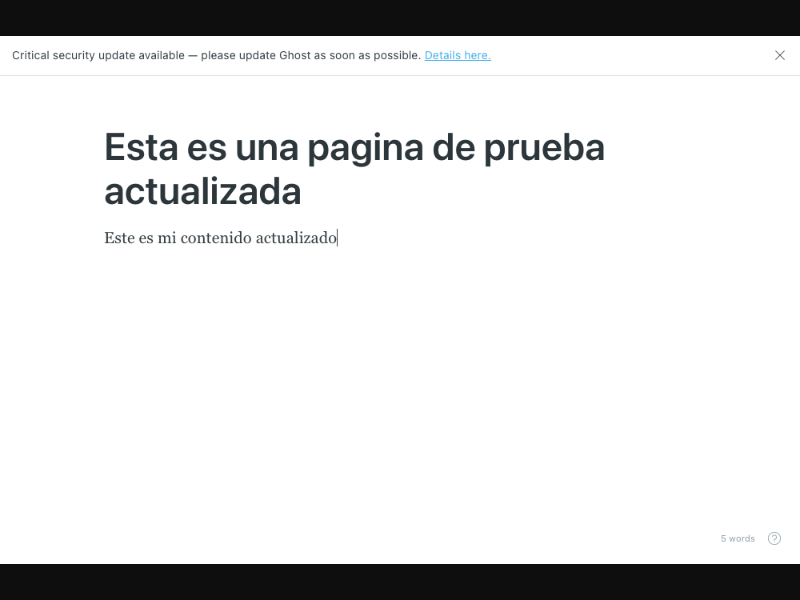 Critical security update available — please update Ghost as soon as possible. Details here.
Esta es una pagina de prueba
actualizada
Este es mi contenido actualizado
5 words